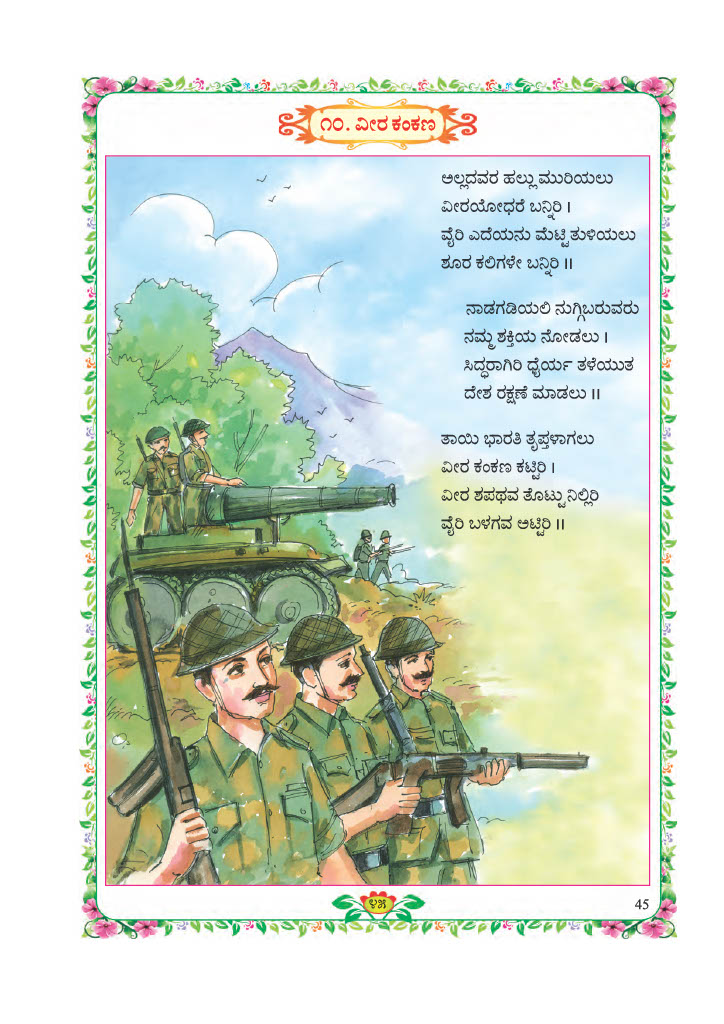 ೧೦. ವೀರ ಕಂಕಣ
ಅಲ್ಲದವರ ಹಲ್ಲು ಮುರಿಯಲು
ವೀರಯೋಧರೆ ಬನ್ನಿರಿ ।
ವೈರಿ ಎದೆಯನು ಮೆಟ್ಟಿ ತುಳಿಯಲು
ಶೂರ ಕಲಿಗಳೇ ಬನ್ನಿರಿ ॥
ನಾಡಗಡಿಯಲಿ ನುಗ್ಗಿಬರುವರು
ನಮ್ಮ ಶಕ್ತಿಯ ನೋಡಲು ।
ಸಿದ್ಧರಾಗಿರಿ ಧೈರ್ಯ ತಳೆಯುತ
ದೇಶ ರಕ್ಷಣೆ ಮಾಡಲು ॥
ತಾಯಿ ಭಾರತಿ ತೃಪ್ತಳಾಗಲು
ವೀರ ಕಂಕಣ ಕಟ್ಟಿರಿ ।
ವೀರ ಶಪಥವ ತೊಟ್ಟು ನಿಲ್ಲಿರಿ
ವೈರಿ ಬಳಗವ ಅಟ್ಟಿರಿ ॥
೪೫
45